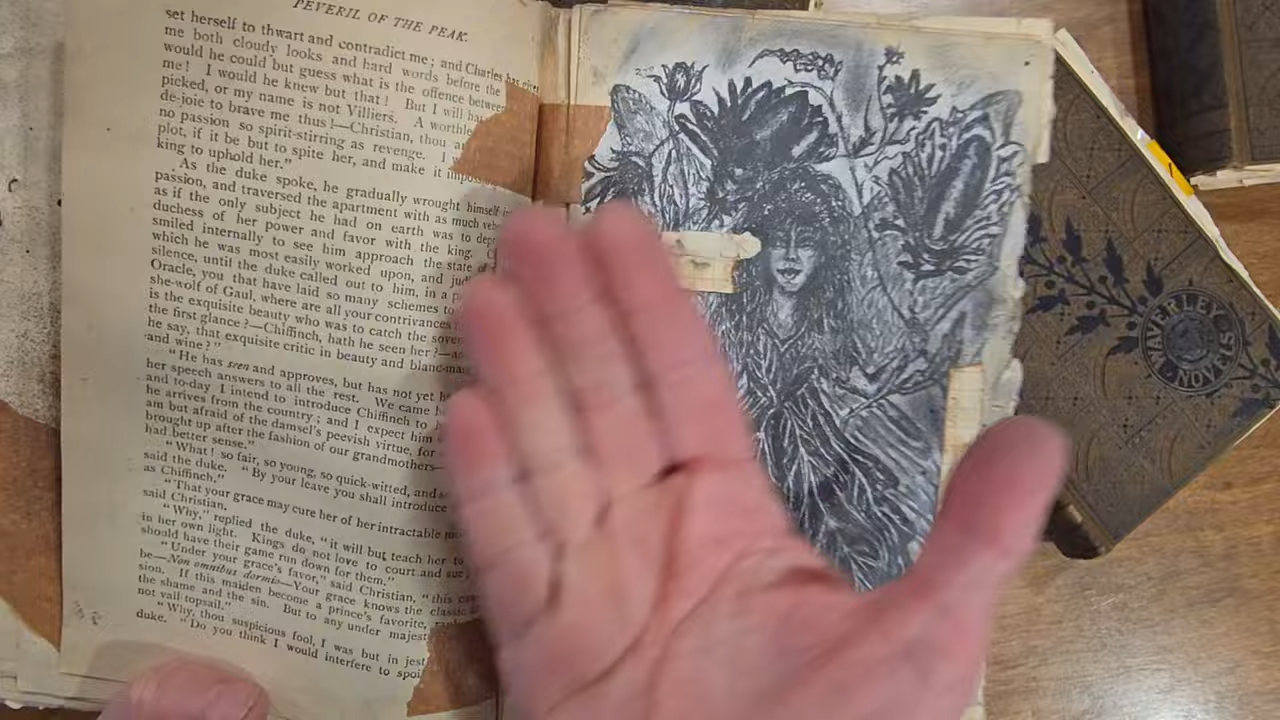 PEVERIL OF THE PEAK.
set herself to thwart and contradict me; and Charles has given
me both cloudy looks and hard words before the
would he could but guess what is the offence between
me! I would he knew but that! But I will ha
picked, or my name is not Villiers. A worthle
de-joie to brave me thus!—Christian, thou ar
no passion so spirit-stirring as revenge. I w
plot, if it be but to spite her, and make it impos
king to uphold her."
As the duke spoke, he gradually wrought himself
passion, and traversed the apartment with as much
as if the only subject he had on earth was to dep
duchess of her power and favor with the king. C
smiled internally to see him approach the state of
which he was most easily worked upon, and jud
silence, until the duke called out to him, in a p
Oracle, you that have laid so many schemes to
she-wolf of Gaul, where are all your contrivances
is the exquisite beauty who was to catch the sove
the first glance?—Chiffinch, hath he seen her?—an
he say, that exquisite critic in beauty and blanc-man
and wine?"
"He has seen and approves, but has not yet h
her speech answers to all the rest. We came h
and to-day I intend to introduce Chiffinch to
he arrives from the country; and I expect him
am but afraid of the damsel's peevish virtue, for
brought up after the fashion of our grandmothers—
had better sense."
"What! so fair, so young, so quick-witted, and s
said the duke. "By your leave you shall introduce
as Chiffinch."
"That your grace may cure her of her intractable m
said Christian.
"Why," replied the duke, "it will but teach her to
in her own light. Kings do not love to court and sue;
should have their game run down for them."
"Under your grace's favor," said Christian, "this ca
be—Non omnibus dormio—Your grace knows the classic
sion. If this maiden become a prince's favorite,
the shame and the sin. But to any under majest
not vail topsail."
"Why, thou suspicious fool, I was but in jest
duke. "Do you think I would interfere to spoi
WAVERLEY
NOVELS